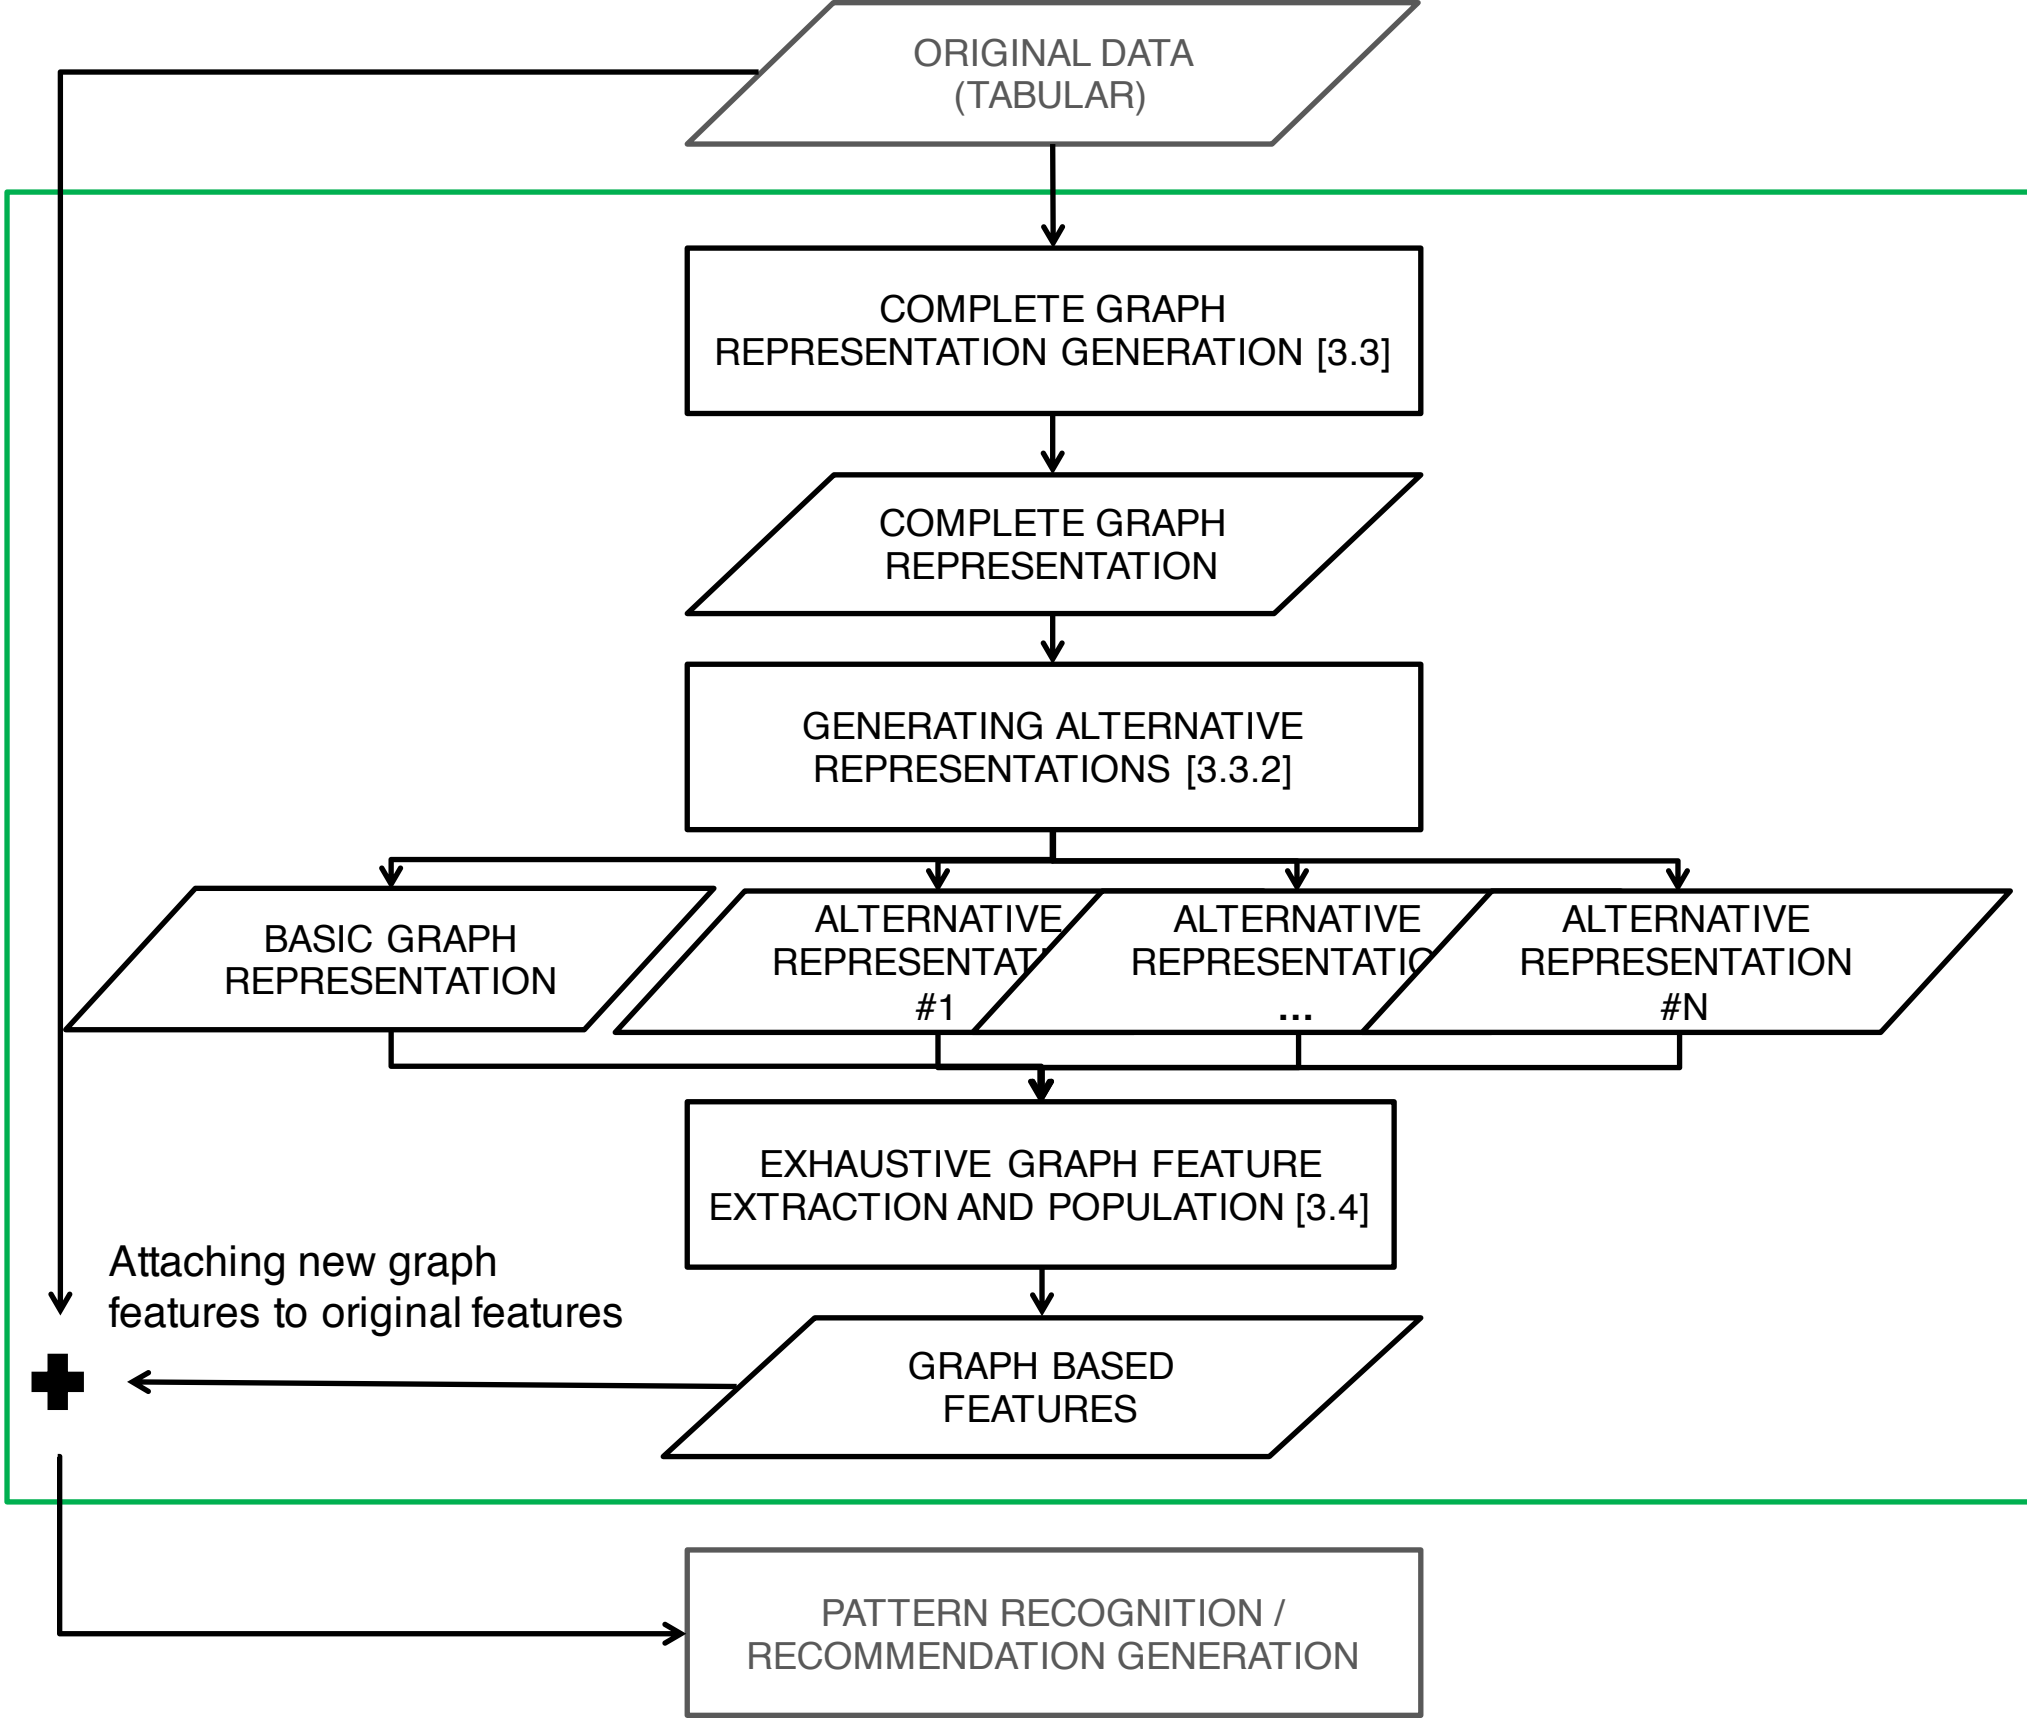 ORIGINAL DATA
(TABULAR)
COMPLETE GRAPH
REPRESENTATION GENERATION [3.3]
COMPLETE GRAPH
REPRESENTATION
GENERATING ALTERNATIVE
REPRESENTATIONS [3.3.2]
BASIC GRAPH
REPRESENTATION
ALTERNATIVE
#1
ALTERNATIVE
...
ALTERNATIVE
REPRESENTATION
#N
EXHAUSTIVE GRAPH FEATURE
EXTRACTION AND POPULATION [3.4]
Attaching new graph
features to original features
GRAPH BASED
FEATURES
PATTERN RECOGNITION /
RECOMMENDATION GENERATION